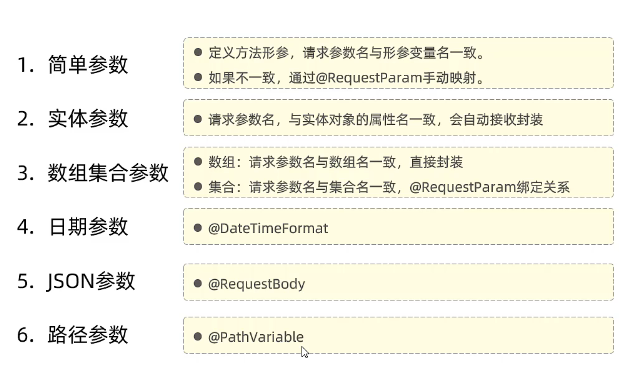 1. 简单参数
● 定义方法形参，请求参数名与形参变量名一致。
● 如果不一致，通过@RequestParam手动映射。
2. 实体参数
● 请求参数名，与实体对象的属性名一致，会自动接收封装
3. 数组集合参数
● 数组：请求参数名与数组名一致，直接封装
● 集合：请求参数名与集合名一致，@RequestParam绑定关系
4. 日期参数
● @DateTimeFormat
5. JSON参数
● @RequestBody
6. 路径参数
● @PathVariable